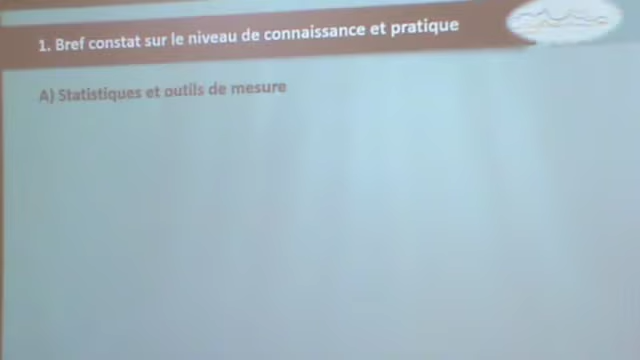 1. Bref constat sur le niveau de connaissance et pratique
A) Statistiques et outils de mesure